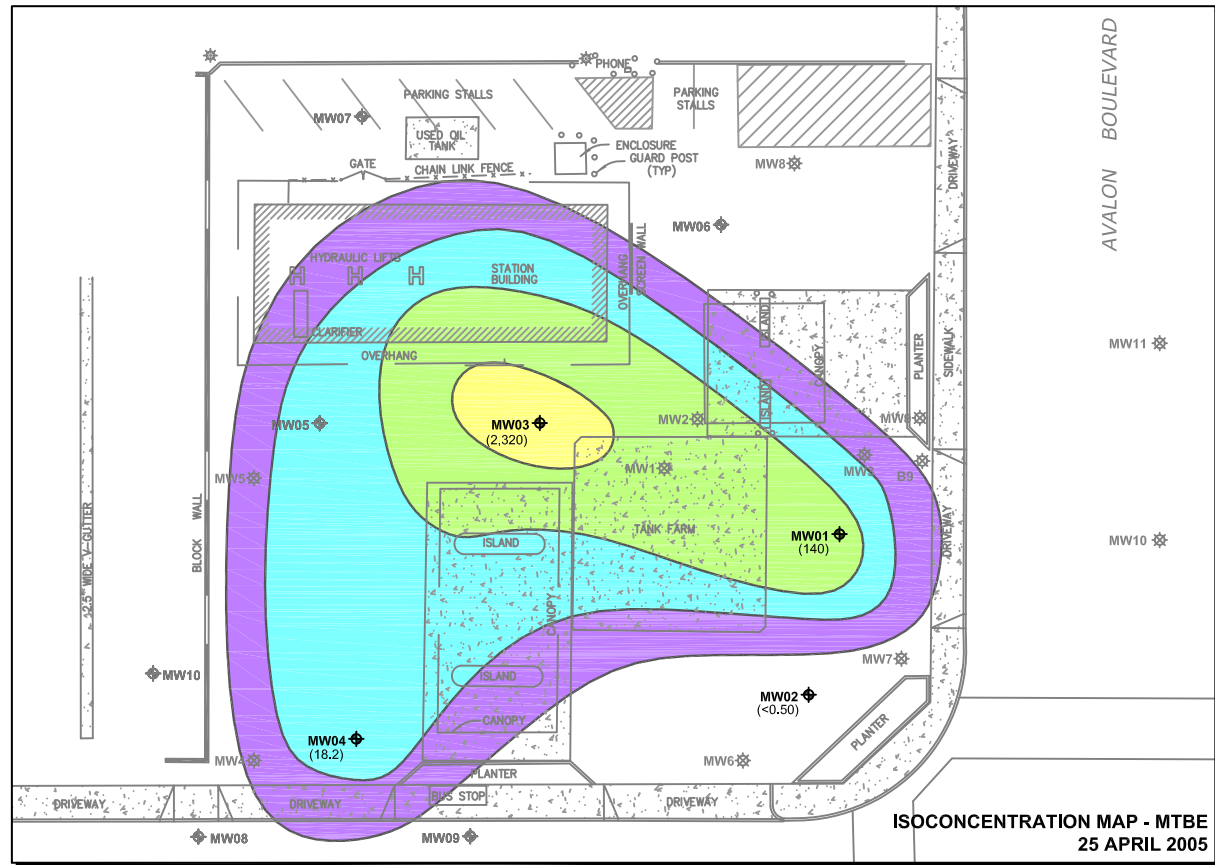 PHONE
AVALON BOULEVARD
PARKING STALLS
PARKING
STALLS
MW07
USED OIL
TANK
ENCLOSURE
GUARD POST
(TYP)
GATE
CHAIN LINK FENCE
MW8
DRIVEWAY
MW06
HYDRAULIC LIFTS
H H H
STATION
BUILDING
OVERHANG
SCREEN WALL
CLARIFIER
OVERHANG
ISLAND
CANOPY
ISLAND
PLANTER
SIDEWALK
MW11
MW05
MW03
(2,320)
MW2
MW9
MW1
MW3
B9
MW5
BLOCK WALL
2.5" WIDE V-GUTTER
TANK FARM
MW01
(140)
DRIVEWAY
MW10
ISLAND
CANOPY
MW10
ISLAND
CANOPY
MW7
MW02
(<0.50)
PLANTER
MW04
(18.2)
MW4
MW6
PLANTER
DRIVEWAY
DRIVEWAY
BUS STOP
DRIVEWAY
MW08
MW09
ISOCONCENTRATION MAP - MTBE
25 APRIL 2005